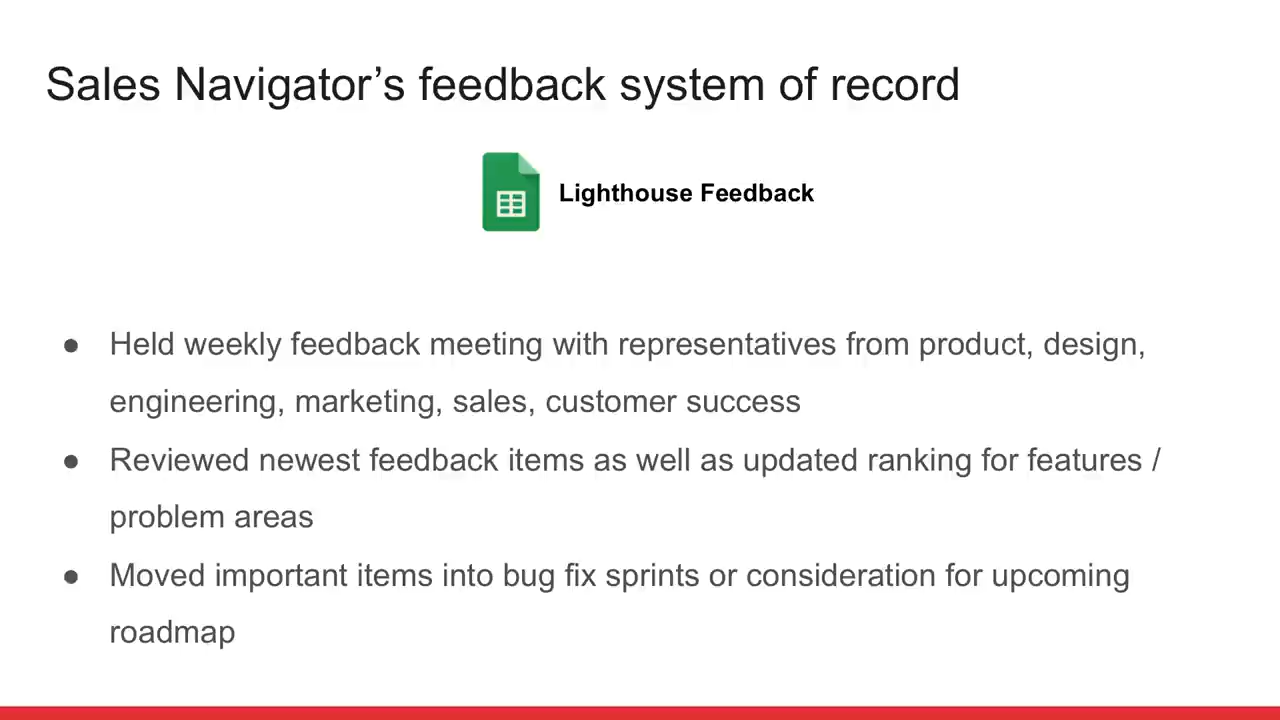 Sales Navigator’s feedback system of record
Lighthouse Feedback
● Held weekly feedback meeting with representatives from product, design,
engineering, marketing, sales, customer success
● Reviewed newest feedback items as well as updated ranking for features /
problem areas
● Moved important items into bug fix sprints or consideration for upcoming
roadmap